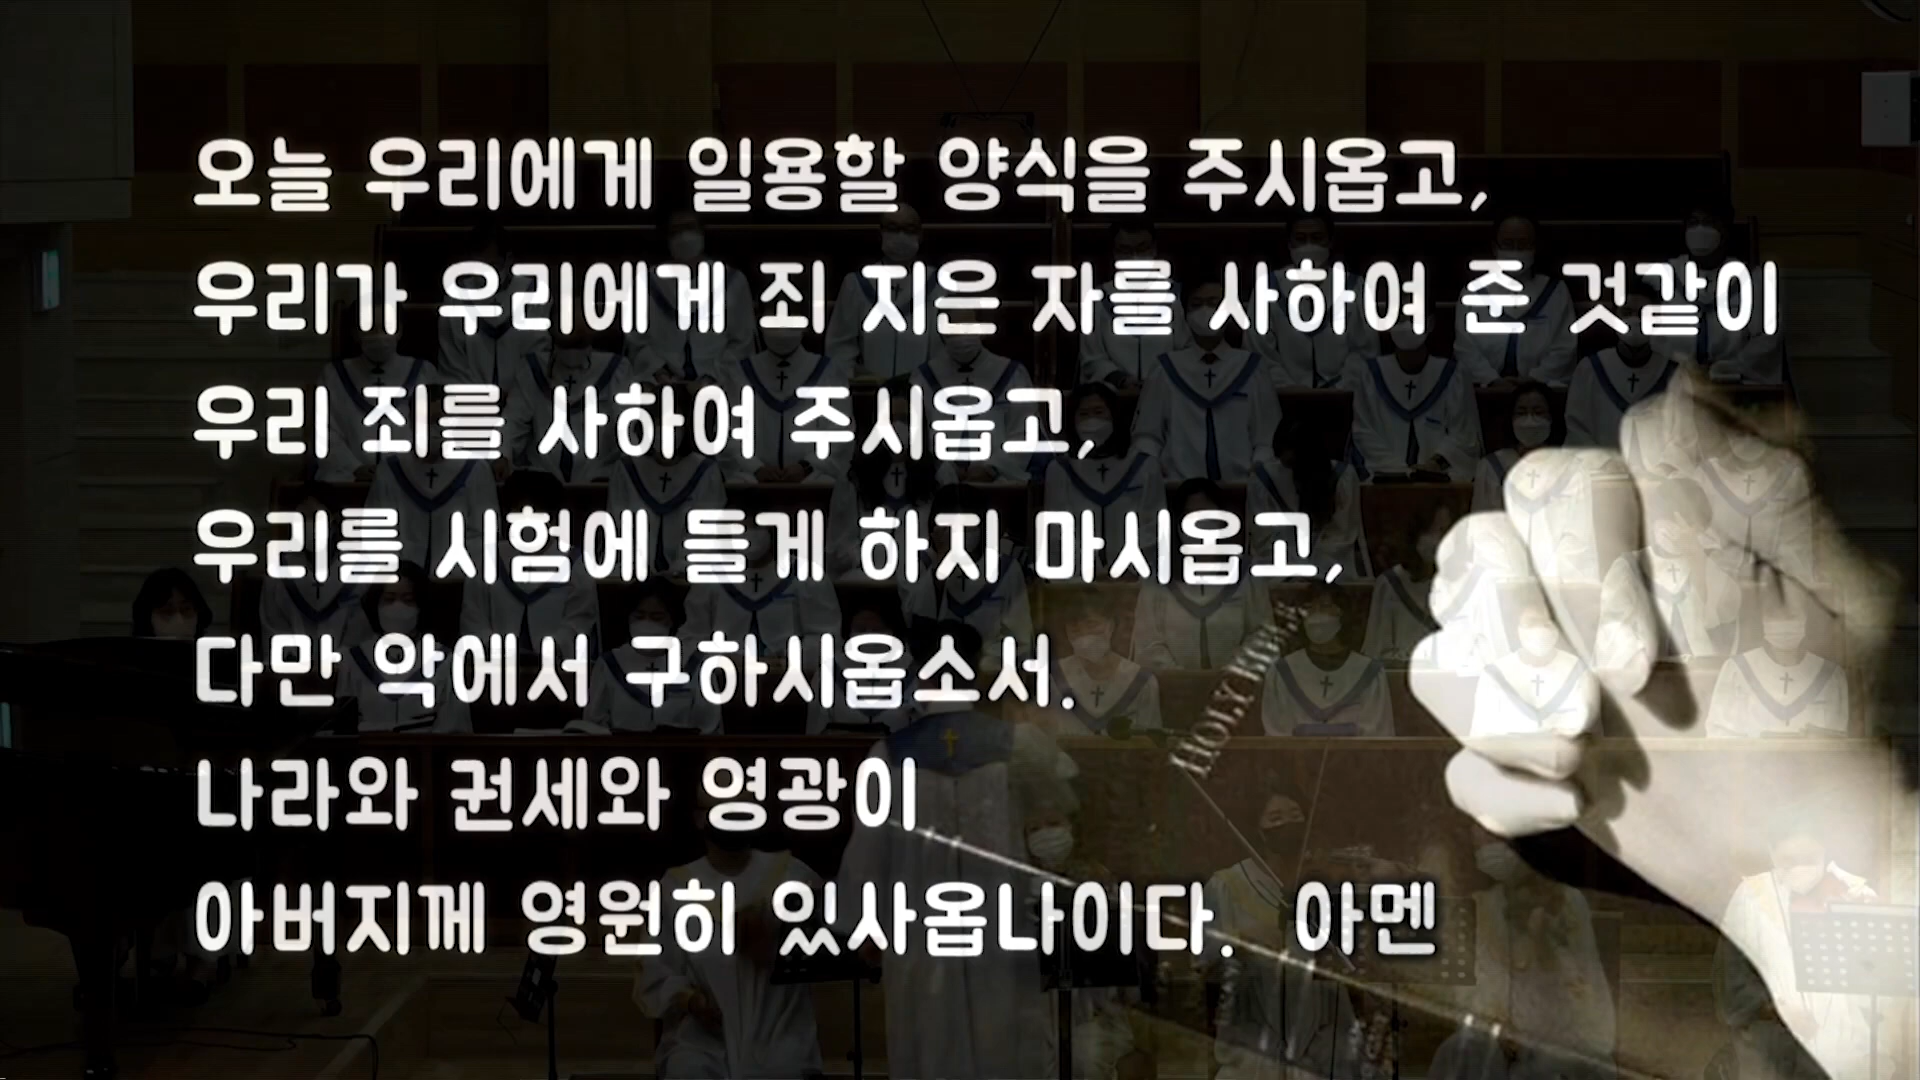 오늘 우리에게 일용할 양식을 주시옵고,
우리가 우리에게 죄 지은 자를 사하여 준 것같이
우리 죄를 사하여 주시옵고,
우리를 시험에 들게 하지 마시옵고,
다만 악에서 구하시옵소서.
나라와 권세와 영광이
아버지께 영원히 있사옵나이다. 아멘
HOLY BIBLE